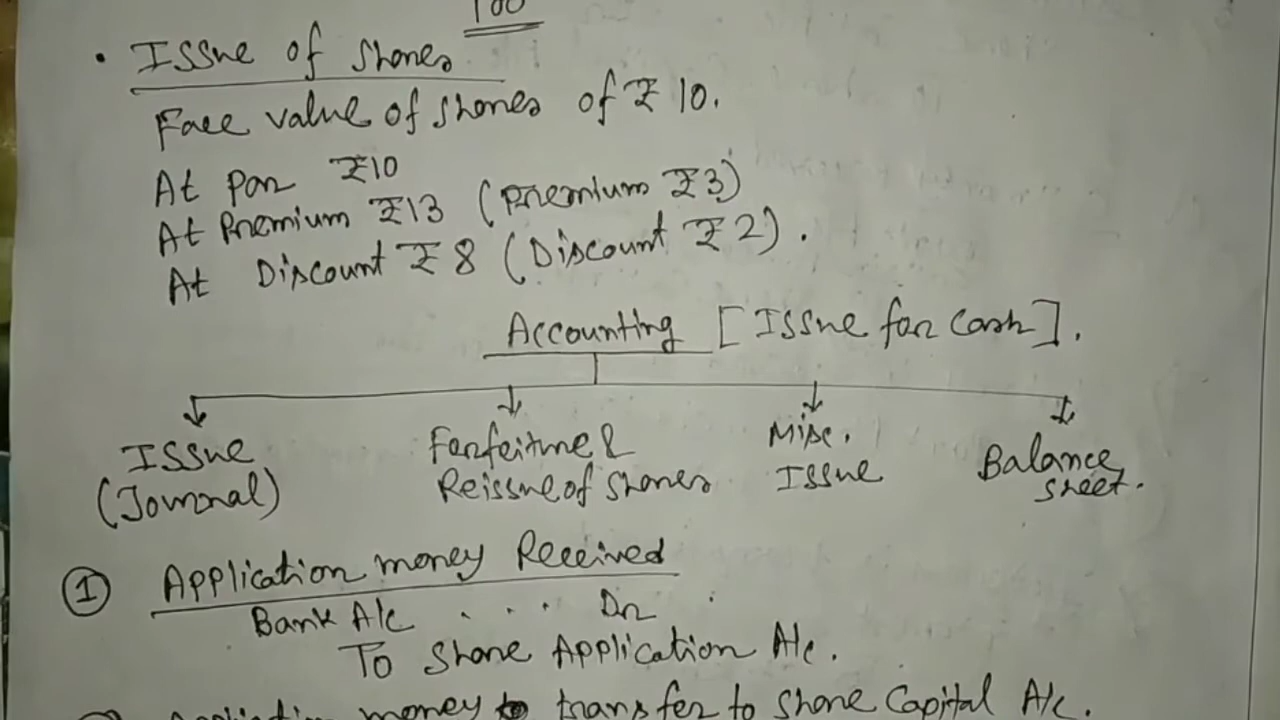 100
• Issue of shares
Face value of shares of ₹ 10.
At par ₹10
At Premium ₹13 (Premium ₹3)
At Discount ₹ 8 (Discount ₹2).
Accounting [Issue for cash].
Issue
(Journal)
Forfeiture &
Reissue of shares
Misc.
Issue
Balance
sheet.
① Application money Received
Bank A/c . . . Dr
To Share Application A/c.
Application money to transfer to share capital A/c.